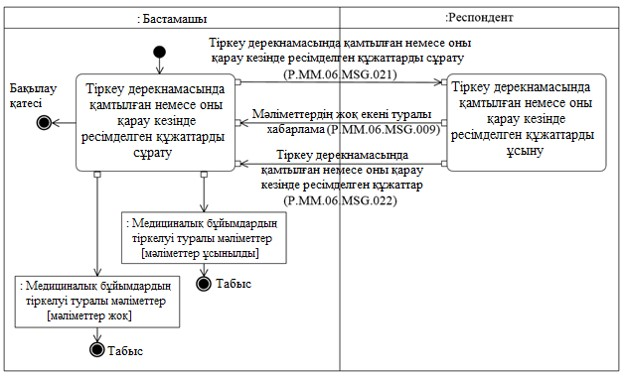 : Бастамашы
:Респондент
Тіркеу дерекнамасында қамтылған немесе оны
қарау кезінде ресімделген құжаттарды сұрату
(P.MM.06.MSG.021)
Бақылау
қатесі
Тіркеу дерекнамасында
қамтылған немесе оны
қарау кезінде
ресімделген құжаттарды
сұрату
Тіркеу дерекнамасында
қамтылған немесе оны
қарау кезінде
ресімделген құжаттарды
ұсыну
Мәліметтердің жоқ екені туралы
хабарлама (P.MM.06.MSG.009)
Тіркеу дерекнамасында
қамтылған немесе оны қарау
кезінде ресімделген құжаттар
(P.MM.06.MSG.022)
: Медициналық бұйымдардың
тіркелуі туралы мәліметтер
[мәліметтер ұсынылды]
Табыс
: Медициналық бұйымдардың
тіркелуі туралы мәліметтер
[мәліметтер жоқ]
Табыс